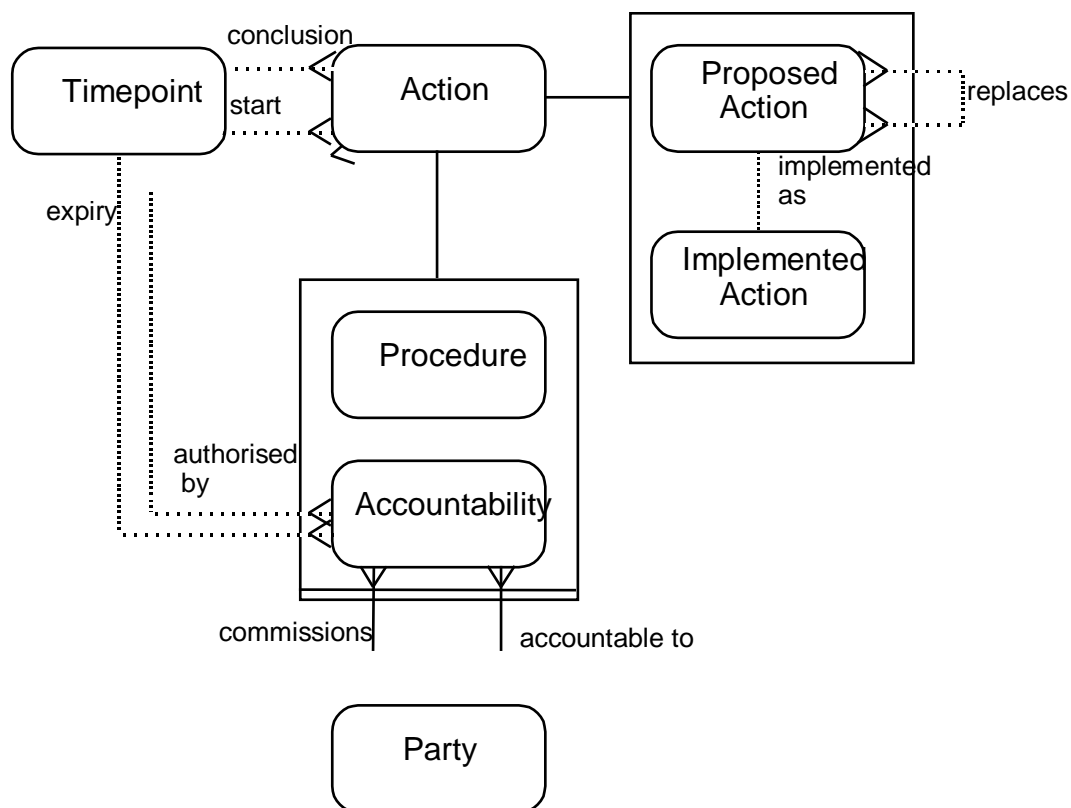 conclusion
Timepoint
Action
Proposed
Action
start
replaces
implemented
as
expiry
Implemented
Action
Procedure
authorised
by
Accountability
commissions
accountable to
Party